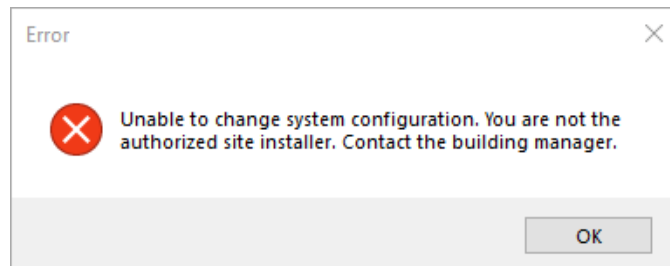 Error
Unable to change system configuration. You are not the
authorized site installer. Contact the building manager.
OK